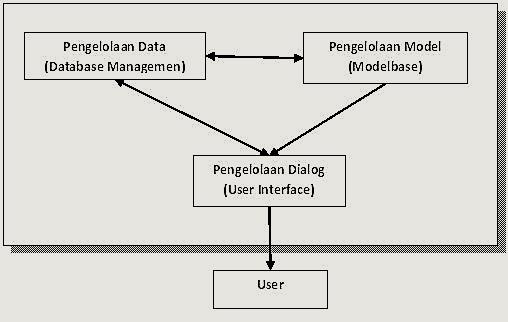 Pengelolaan Data
(Database Managemen)
Pengelolaan Model
(Modelbase)
Pengelolaan Dialog
(User Interface)
User